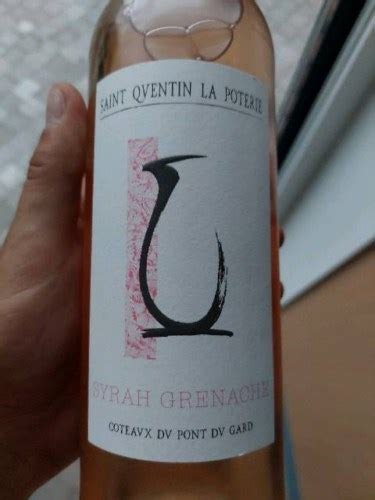 SAINT QVENTIN LA POTERIE
SYRAH GRENACHE
COTEAVX DV PONT DV GARD